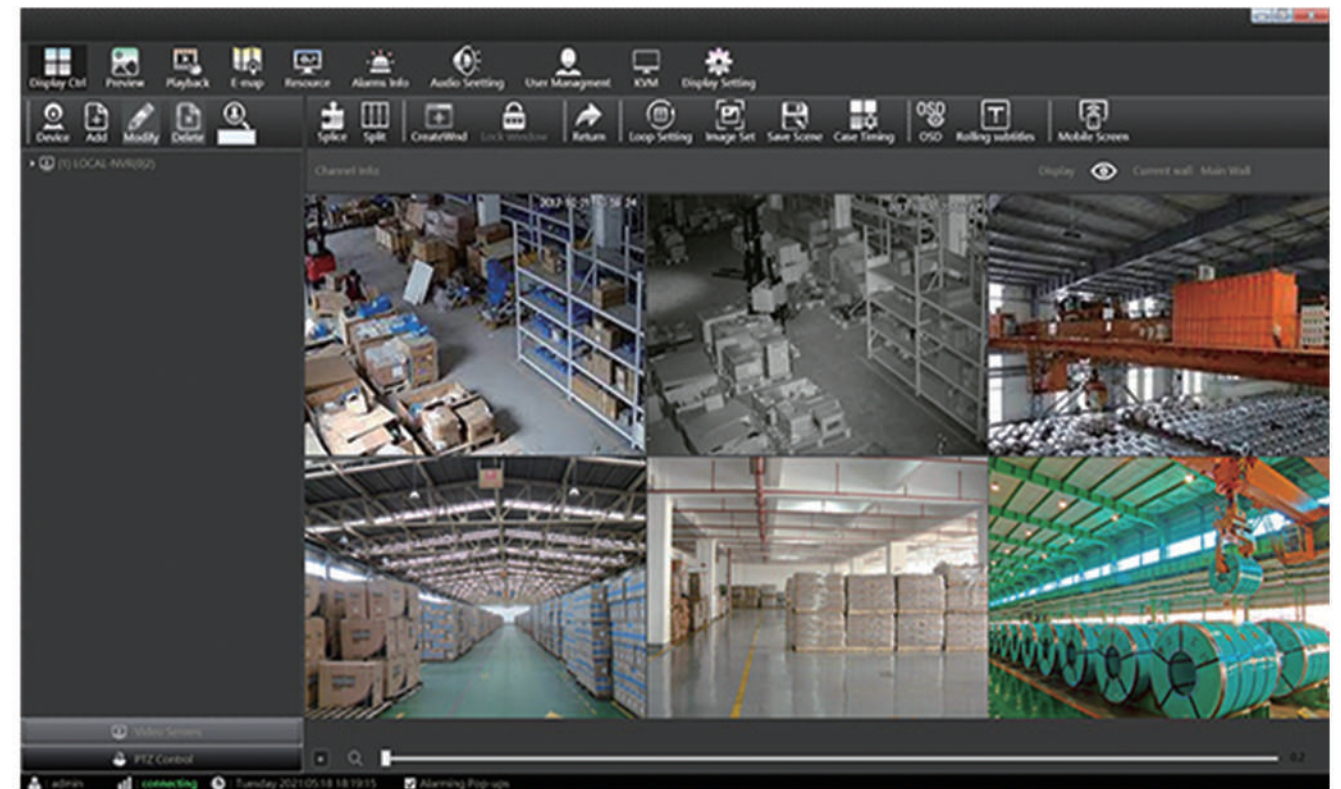 Display Ctrl Preview Playback E-map Resource Alarms Info Audio Seetting User Managment KVM Display Setting
Device Add Modify Delete Splice Split CreateWnd Lock Window Return Loop Setting Image Set Save Scene Case Timing OSD OSD Rolling subtitles Mobile Screen
(1) LOCAL-NVR(0|2)
Channel Info Display Current wall: Main Wall
Video Servers
PTZ Control
: admin : connecting : Tuesday 2021:05:18 18:19:15 Alarming Pop-ups